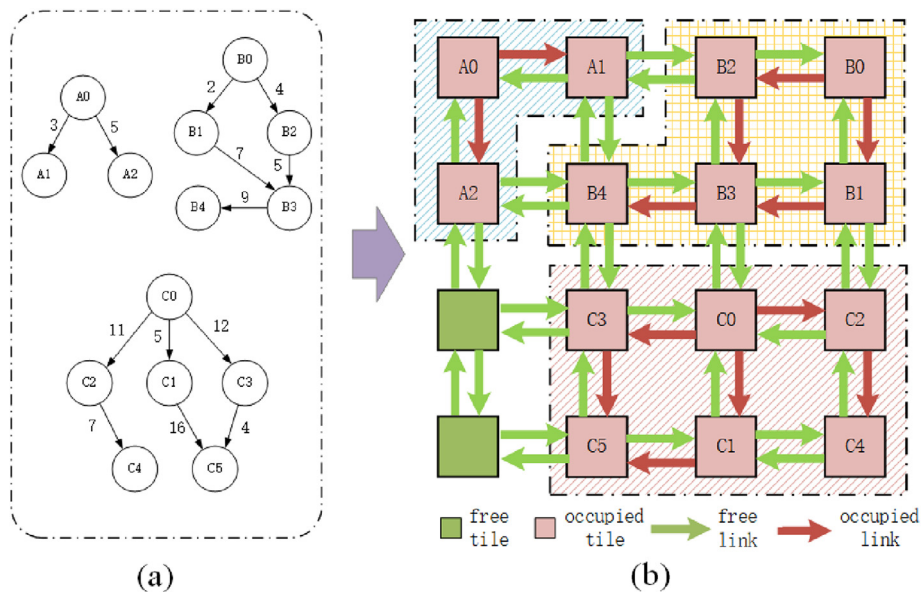 A0
3
5
A1
A2
B0
2
4
B1
B2
7
5
B4
9
B3
C0
11
5
12
C2
C1
C3
7
16
4
C4
C5
(a)
A0 A1 B2 B0
A2 B4 B3 B1
C3 C0 C2
C5 C1 C4
free tile
occupied tile
free link
occupied link
(b)